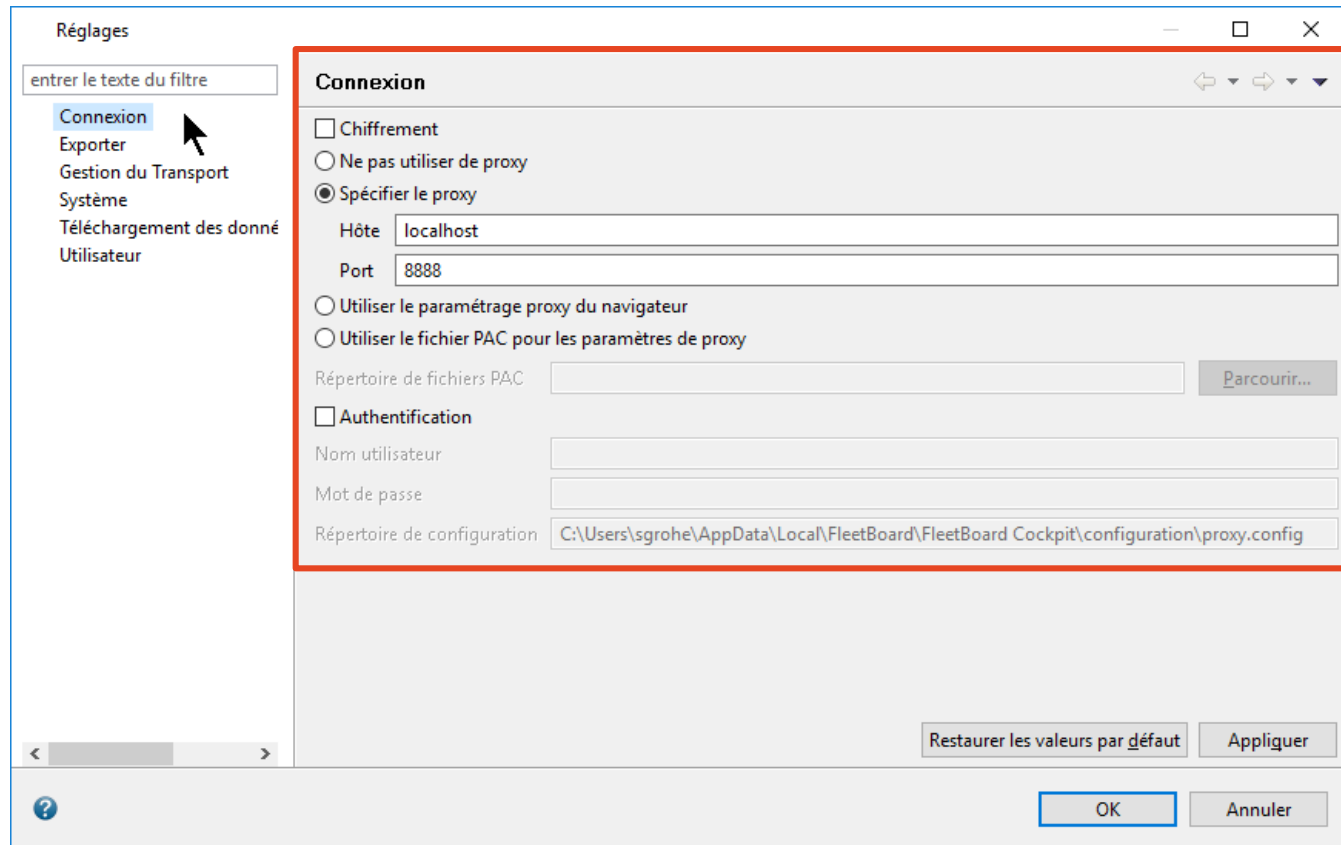 Réglages
entrer le texte du filtre
Connexion
Exporter
Gestion du Transport
Système
Téléchargement des donné
Utilisateur
Connexion
Chiffrement
Ne pas utiliser de proxy
Spécifier le proxy
Hôte localhost
Port 8888
Utiliser le paramétrage proxy du navigateur
Utiliser le fichier PAC pour les paramètres de proxy
Répertoire de fichiers PAC Parcourir...
Authentification
Nom utilisateur
Mot de passe
Répertoire de configuration C:\Users\sgrohe\AppData\Local\FleetBoard\FleetBoard Cockpit\configuration\proxy.config
Restaurer les valeurs par défaut Appliquer
? OK Annuler